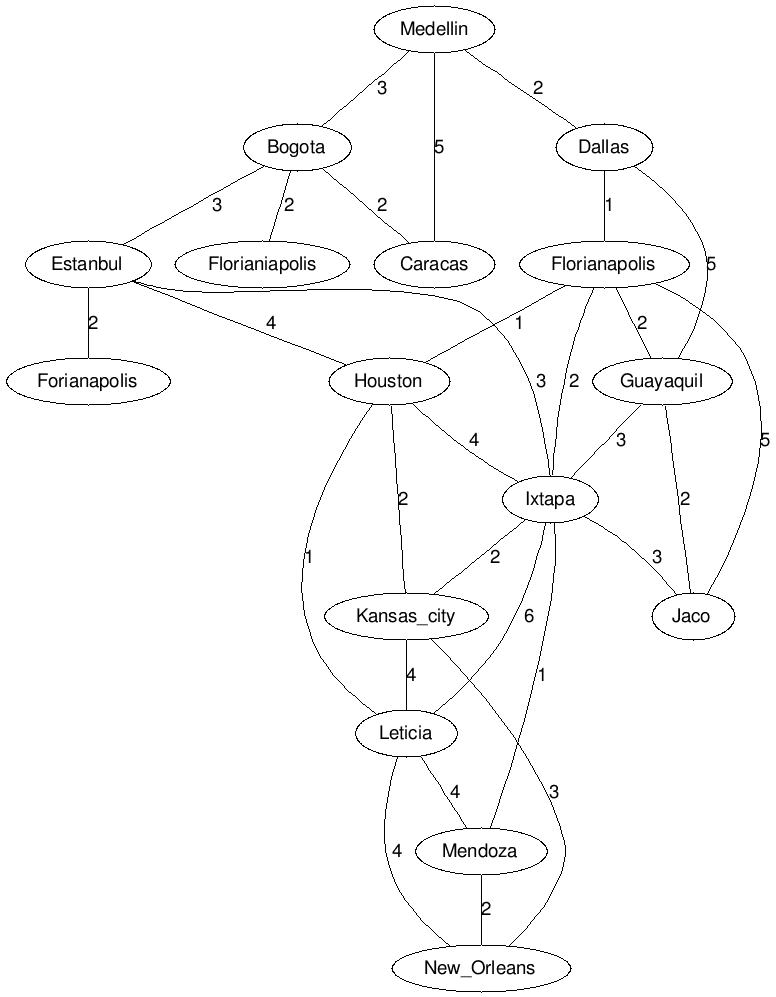 Medellin
3
2
Bogota
5
Dallas
3
2
2
1
Estanbul
Florianiapolis
Caracas
Florianapolis
5
2
4
1
2
Forianapolis
Houston
3
2
Guayaquil
4
3
5
2
Ixtapa
2
1
2
3
Kansas_city
6
Jaco
4
1
Leticia
4
3
4
Mendoza
2
New_Orleans